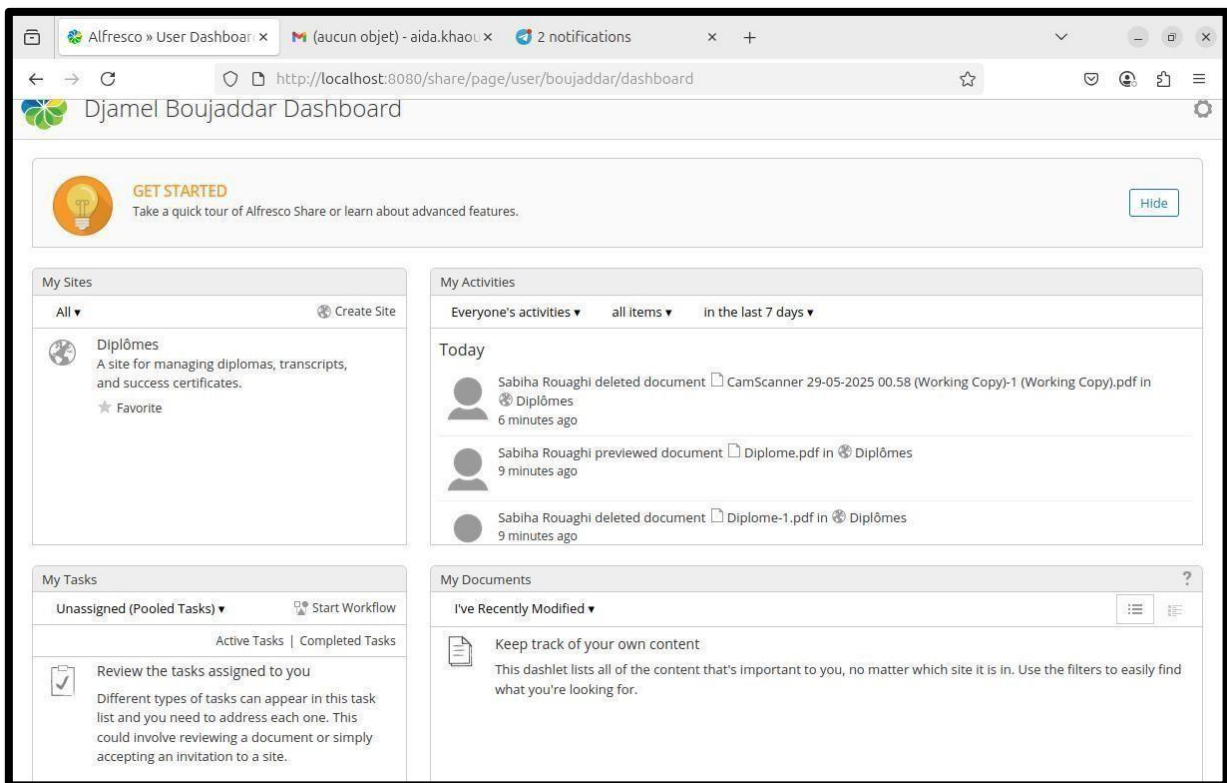 Alfresco » User Dashboar
(aucun objet) - aida.khaou
2 notifications
http://localhost:8080/share/page/user/boujaddar/dashboard
Djamel Boujaddar Dashboard
GET STARTED
Take a quick tour of Alfresco Share or learn about advanced features.
Hide
My Sites
All ▾
Create Site
Diplômes
A site for managing diplomas, transcripts,
and success certificates.
Favorite
My Activities
Everyone's activities ▾ all items ▾ in the last 7 days ▾
Today
Sabiha Rouaghi deleted document CamScanner 29-05-2025 00.58 (Working Copy)-1 (Working Copy).pdf in
Diplômes
6 minutes ago
Sabiha Rouaghi previewed document Diplome.pdf in Diplômes
9 minutes ago
Sabiha Rouaghi deleted document Diplome-1.pdf in Diplômes
9 minutes ago
My Tasks
Unassigned (Pooled Tasks) ▾
Start Workflow
Active Tasks | Completed Tasks
Review the tasks assigned to you
Different types of tasks can appear in this task
list and you need to address each one. This
could involve reviewing a document or simply
accepting an invitation to a site.
My Documents
?
I've Recently Modified ▾
Keep track of your own content
This dashlet lists all of the content that's important to you, no matter which site it is in. Use the filters to easily find
what you're looking for.